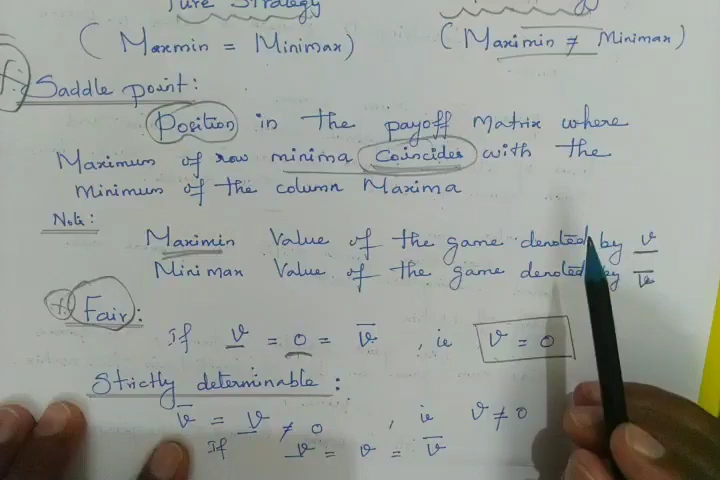 Pure Strategy
(Maxmin = Minimax)
(Maximin ≠ Minimax)
Saddle point:
Position in the payoff Matrix where
Maximum of row minima coincides with the
minimum of the column Maxima
Note:
Maximin Value of the game denoted by v̲
Minimax Value of the game denoted by v̅
Fair:
If v̲ = 0 = v̅ , ie v = 0
Strictly determinable:
v̅ = v̲ ≠ 0 , ie v ≠ 0
If v̲ = v = v̅